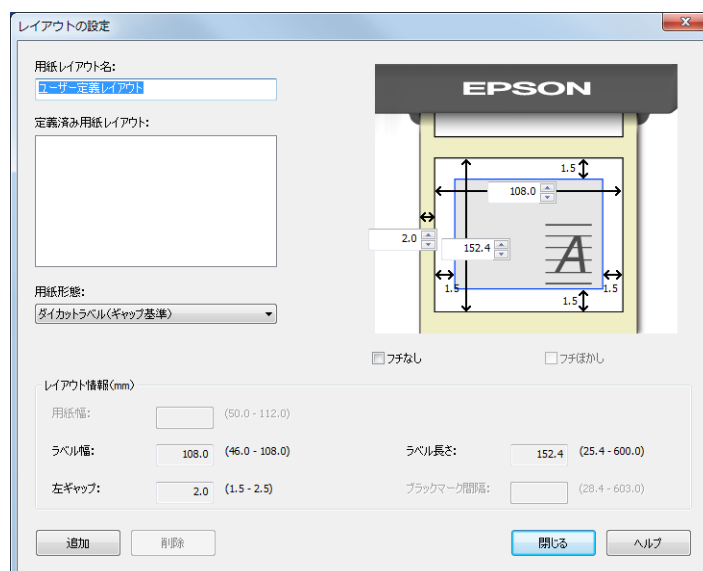 レイアウトの設定
用紙レイアウト名:
ユーザー定義レイアウト
定義済み用紙レイアウト:
用紙形態:
ダイカットラベル(ギャップ基準)
EPSON
1.5
108.0
2.0
152.4
A
1.5
1.5
1.5
フチなし
フチぼかし
レイアウト情報(mm)
用紙幅: (50.0 - 112.0)
ラベル幅: 108.0 (46.0 - 108.0) ラベル長さ: 152.4 (25.4 - 600.0)
左ギャップ: 2.0 (1.5 - 2.5) ブラックマーク間隔: (28.4 - 603.0)
追加 削除 閉じる ヘルプ